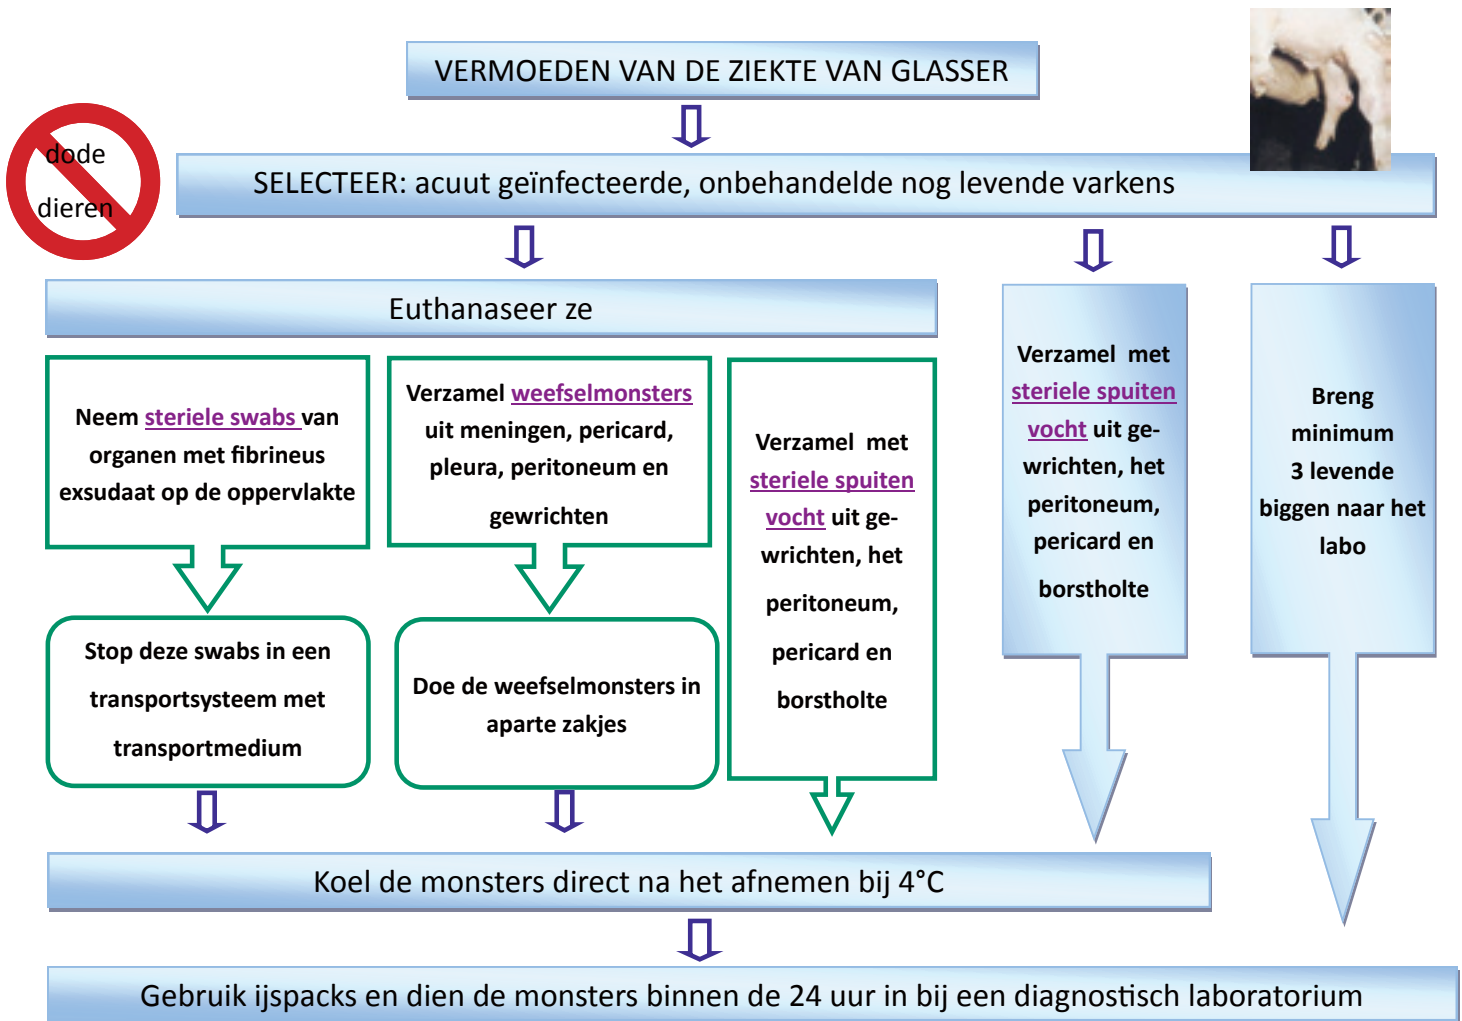 VERMOEDEN VAN DE ZIEKTE VAN GLASSER
dode
dieren
SELECTEER: acuut geïnfecteerde, onbehandelde nog levende varkens
Euthanaseer ze
Neem steriele swabs van
organen met fibrineus
exsudaat op de oppervlakte
Stop deze swabs in een
transportsysteem met
transportmedium
Verzamel weefselmonsters
uit meningen, pericard,
pleura, peritoneum en
gewrichten
Doe de weefselmonsters in
aparte zakjes
Verzamel met
steriele spuiten
vocht uit ge-
wrichten, het
peritoneum,
pericard en
borstholte
Verzamel met
steriele spuiten
vocht uit ge-
wrichten, het
peritoneum,
pericard en
borstholte
Breng
minimum
3 levende
biggen naar het
labo
Koel de monsters direct na het afnemen bij 4°C
Gebruik ijspacks en dien de monsters binnen de 24 uur in bij een diagnostisch laboratorium